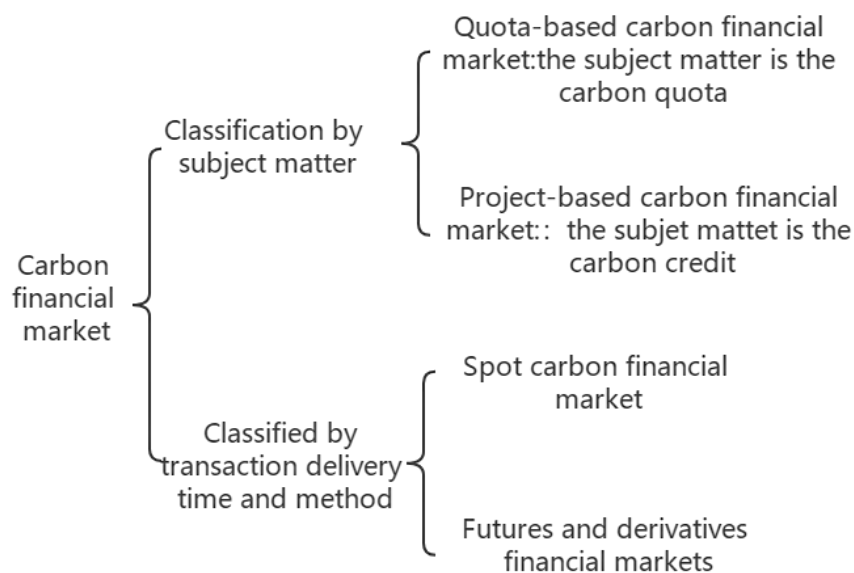 Quota-based carbon financial
market:the subject matter is the
carbon quota
Classification by
subject matter
Project-based carbon financial
market:: the subjet mattet is the
carbon credit
Carbon
financial
market
Spot carbon financial
market
Classified by
transaction delivery
time and method
Futures and derivatives
financial markets